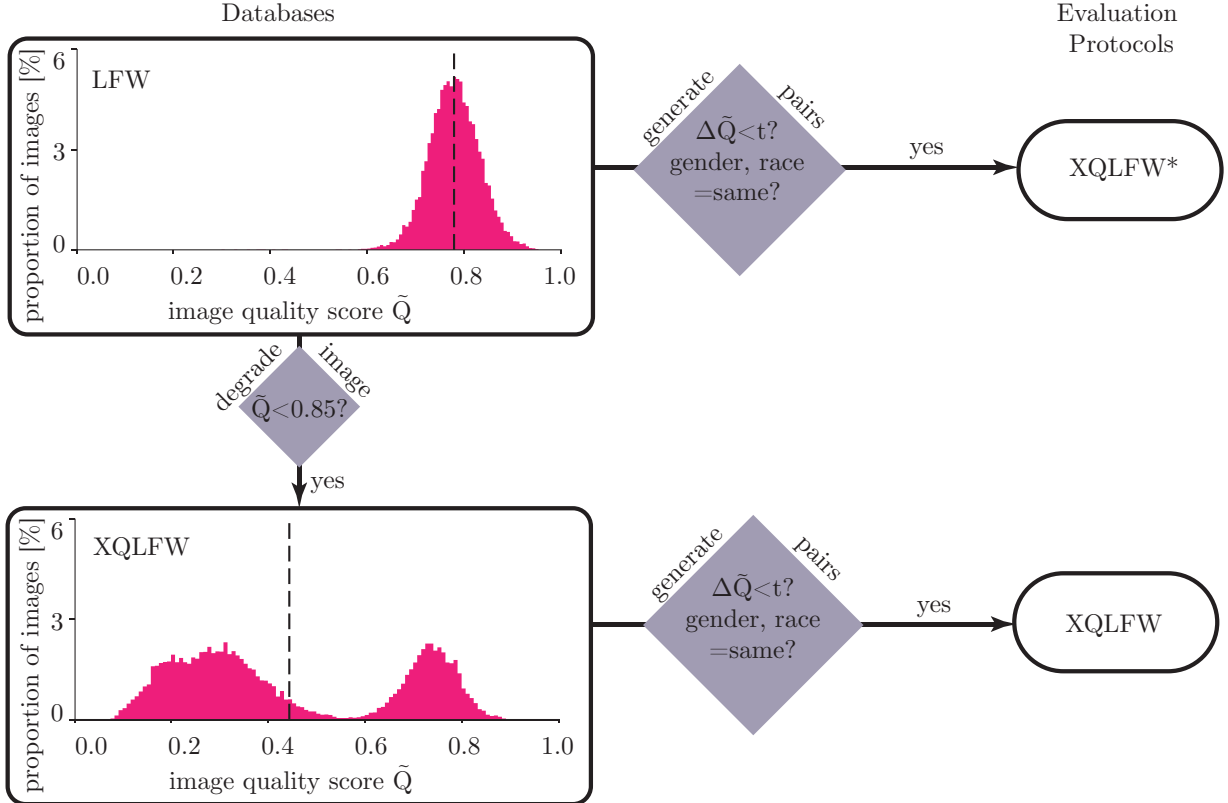 Databases
Evaluation
Protocols
proportion of images [%]
6
3
0
LFW
0.0 0.2 0.4 0.6 0.8 1.0
image quality score Q̃
generate
pairs
ΔQ̃<t?
gender, race
=same?
yes
XQLFW*
degrade
image
Q̃<0.85?
yes
proportion of images [%]
6
3
0
XQLFW
0.0 0.2 0.4 0.6 0.8 1.0
image quality score Q̃
generate
pairs
ΔQ̃<t?
gender, race
=same?
yes
XQLFW